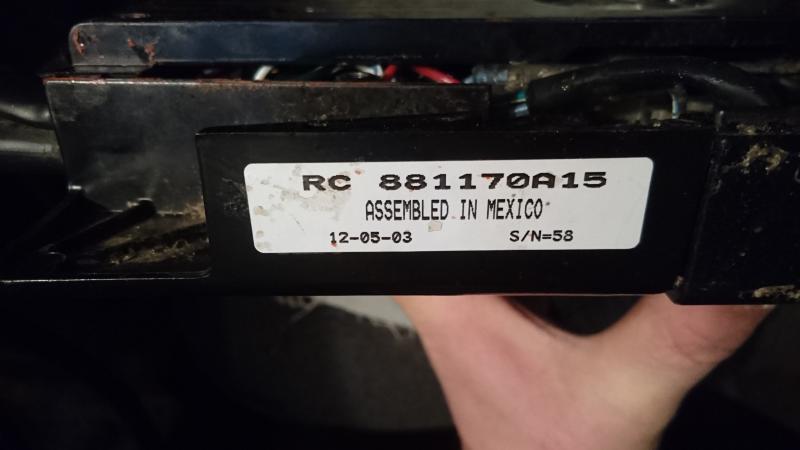 RC 881170A15
ASSEMBLED IN MEXICO
12-05-03 S/N=58